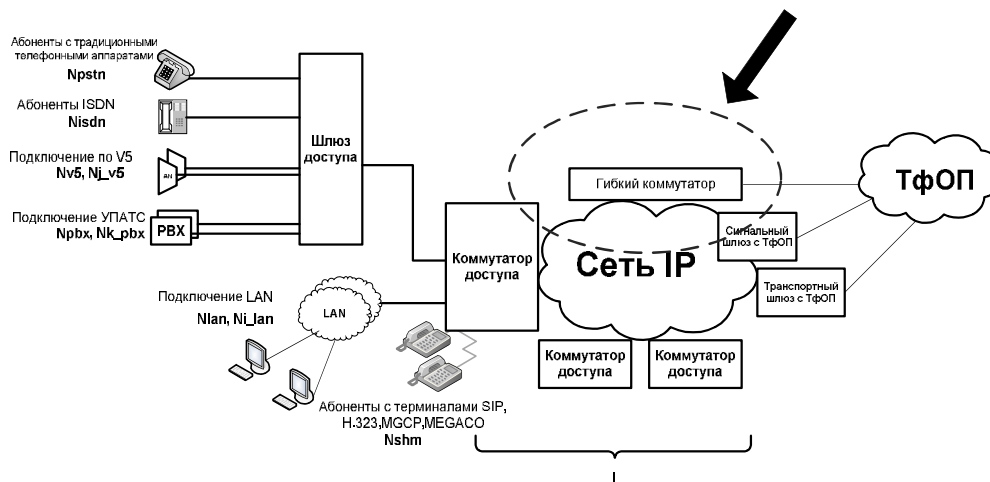 Абоненты с традиционными
телефонными аппаратами
Npstn
Абоненты ISDN
Nisdn
Подключение по V5
Nv5, Nj_v5
AN
Подключение УПАТС
Npbx, Nk_pbx
PBX
Шлюз
доступа
Подключение LAN
Nlan, Ni_lan
LAN
Абоненты с терминалами SIP,
H.323,MGCP,MEGACO
Nshm
Коммутатор
доступа
Гибкий коммутатор
Сеть IP
Сигнальный
шлюз с ТфОП
Транспортный
шлюз с ТфОП
ТфОП
Коммутатор
доступа
Коммутатор
доступа
L